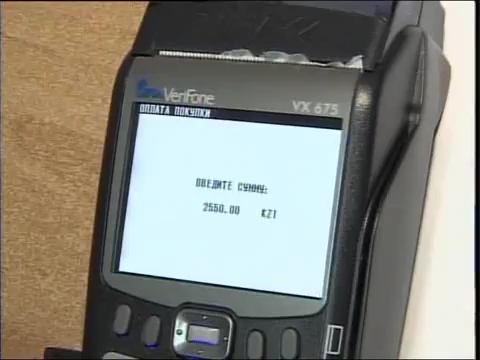 VeriFone
VX 675
ОПЛАТА ПОКУПКИ
ВВЕДИТЕ СУММУ:
2550.00 KZT